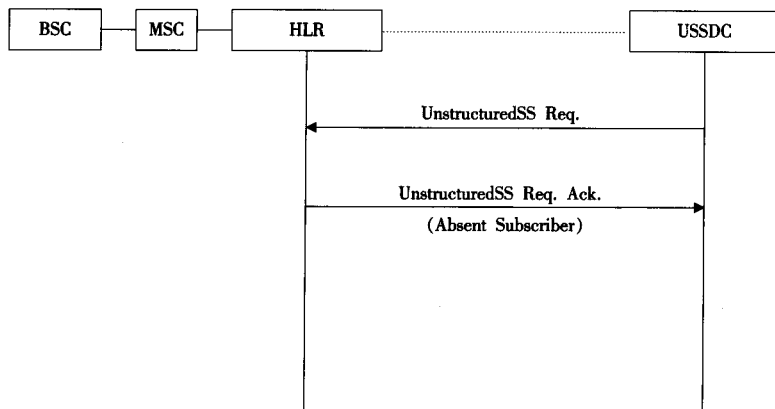 BSC
MSC
HLR
USSDC
UnstructuredSS Req.
UnstructuredSS Req. Ack.
(Absent Subscriber)